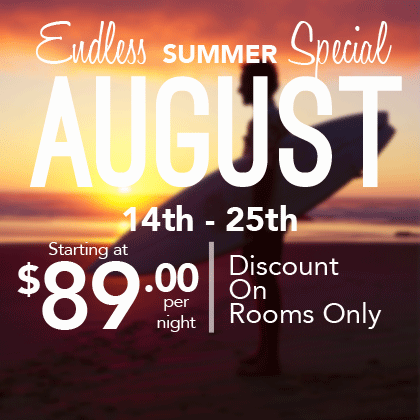 Endless SUMMER Special
AUGUST
14th - 25th
Starting at
$89.00
per
night
Discount
On
Rooms Only